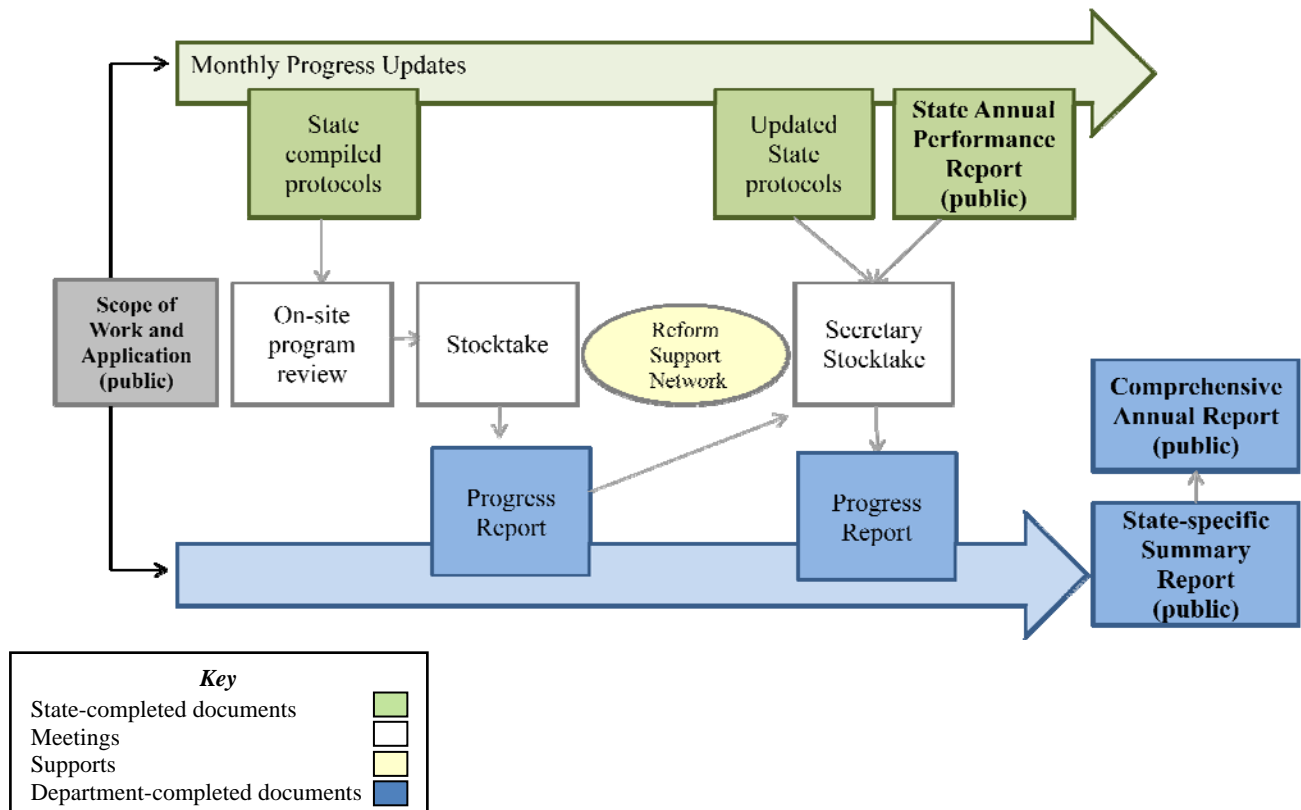 Monthly Progress Updates
State
compiled
protocols
Updated
State
protocols
State Annual
Performance
Report
(public)
Scope of
Work and
Application
(public)
On-site
program
review
Stocktake
Reform
Support
Network
Secretary
Stocktake
Progress
Report
Progress
Report
Comprehensive
Annual Report
(public)
State-specific
Summary
Report
(public)
Key
State-completed documents
Meetings
Supports
Department-completed documents